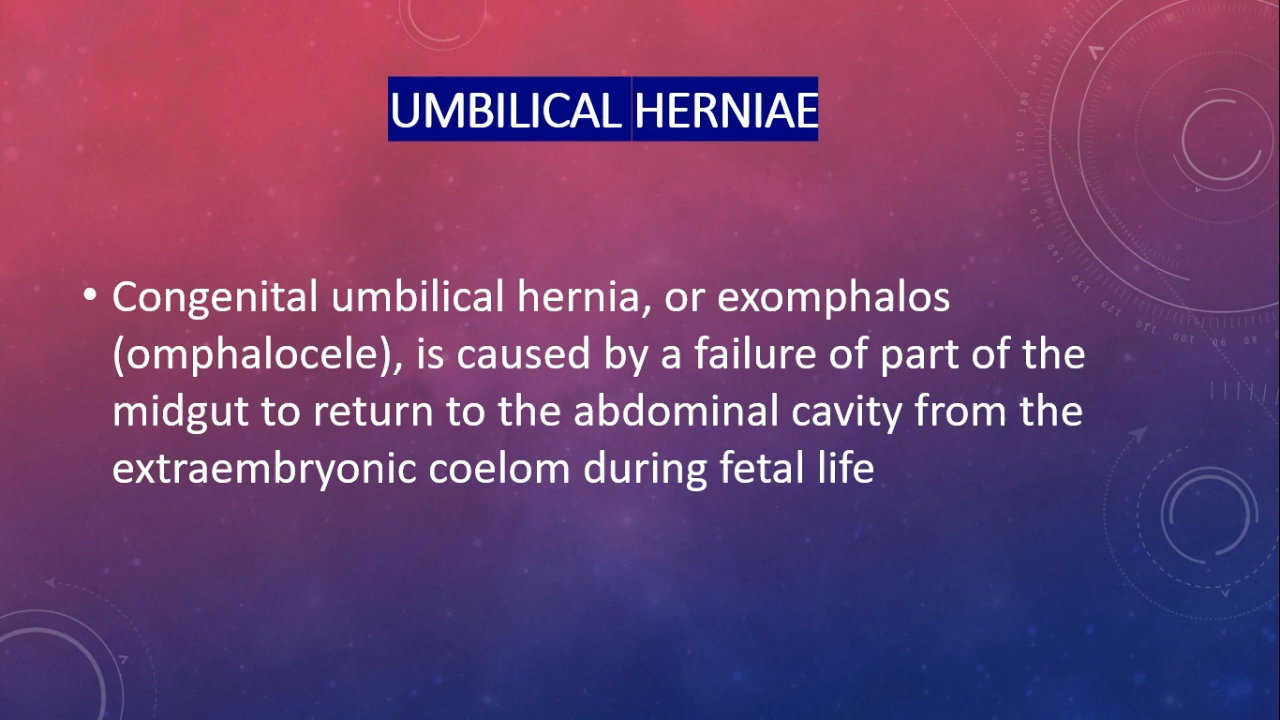 UMBILICAL HERNIAE
• Congenital umbilical hernia, or exomphalos
(omphalocele), is caused by a failure of part of the
midgut to return to the abdominal cavity from the
extraembryonic coelom during fetal life